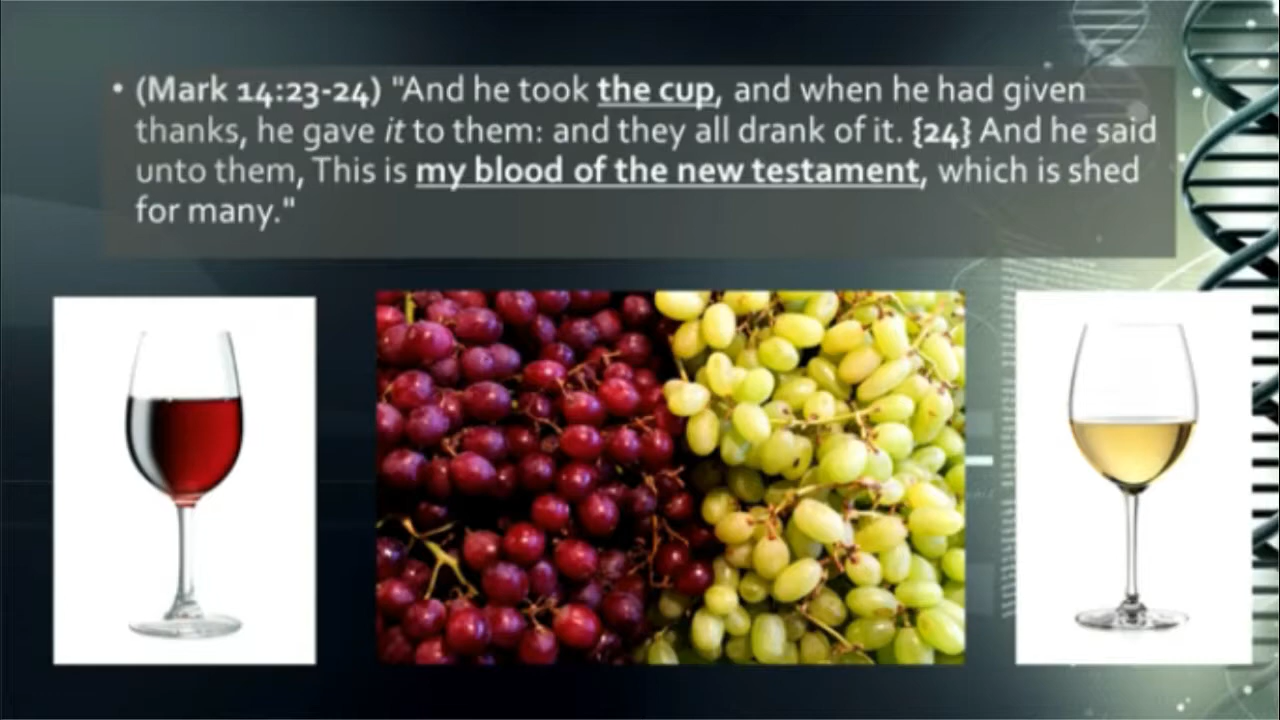 • (Mark 14:23-24) "And he took the cup, and when he had given
thanks, he gave it to them: and they all drank of it. {24} And he said
unto them, This is my blood of the new testament, which is shed
for many."